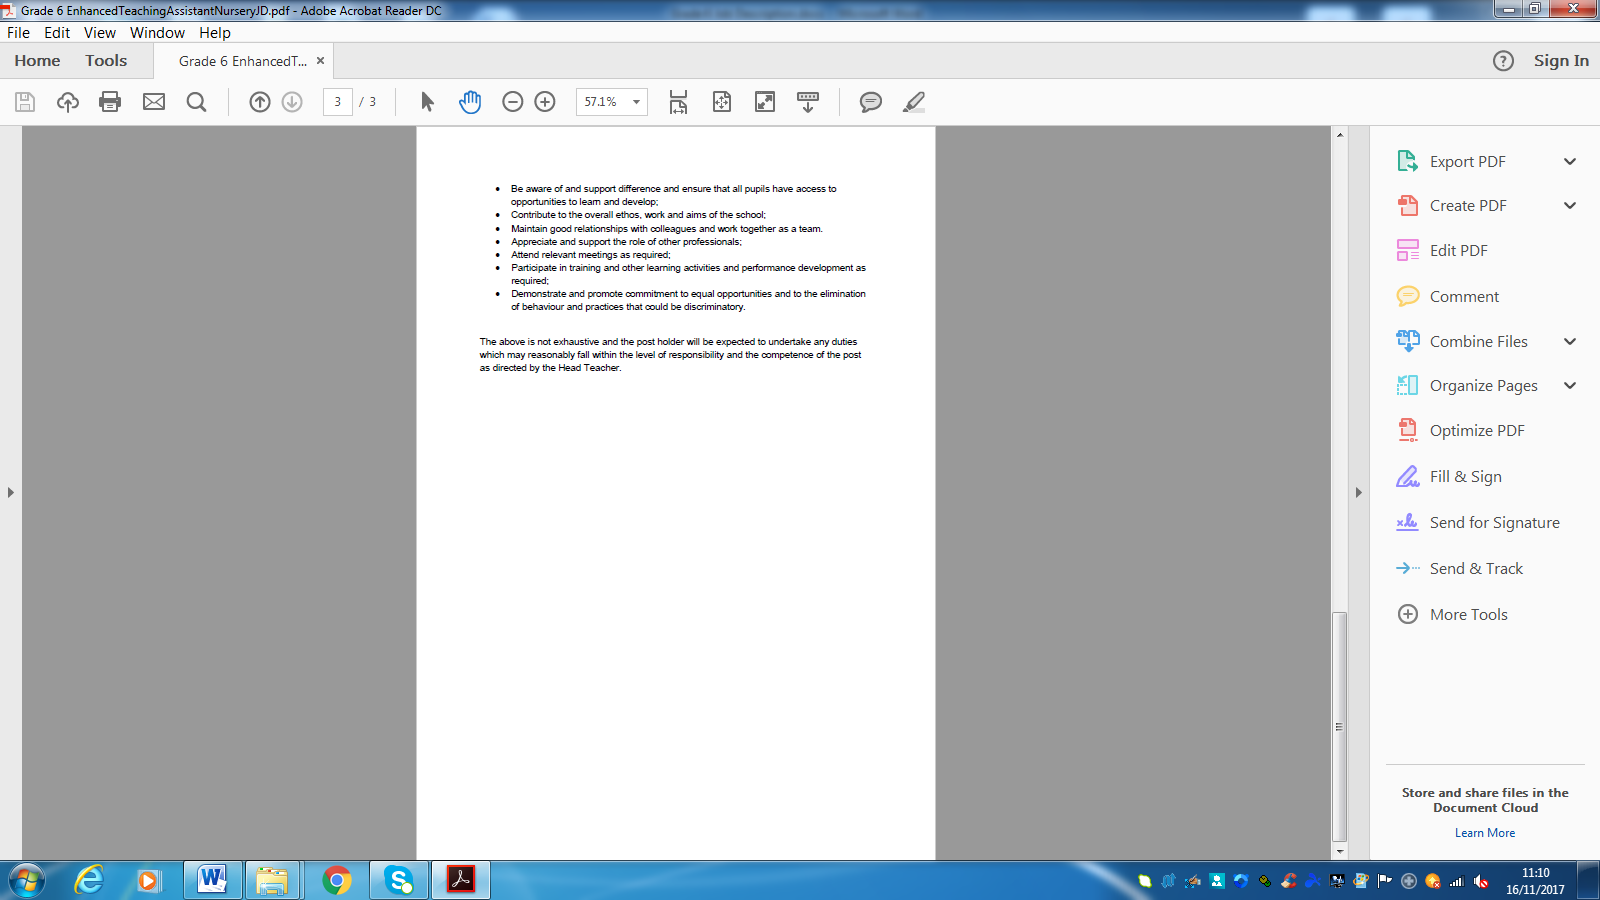 Grade 6 EnhancedTeachingAssistantNurseryJD.pdf - Adobe Acrobat Reader DC
File Edit View Window Help
Home Tools Grade 6 EnhancedT... Sign In
3 / 3 57.1%
• Be aware of and support difference and ensure that all pupils have access to
opportunities to learn and develop;
• Contribute to the overall ethos, work and aims of the school;
• Maintain good relationships with colleagues and work together as a team.
• Appreciate and support the role of other professionals;
• Attend relevant meetings as required;
• Participate in training and other learning activities and performance development as
required;
• Demonstrate and promote commitment to equal opportunities and to the elimination
of behaviour and practices that could be discriminatory.
The above is not exhaustive and the post holder will be expected to undertake any duties
which may reasonably fall within the level of responsibility and the competence of the post
as directed by the Head Teacher.
Export PDF
Create PDF
Edit PDF
Comment
Combine Files
Organize Pages
Optimize PDF
Fill & Sign
Send for Signature
Send & Track
More Tools
Store and share files in the
Document Cloud
Learn More
11:10
16/11/2017